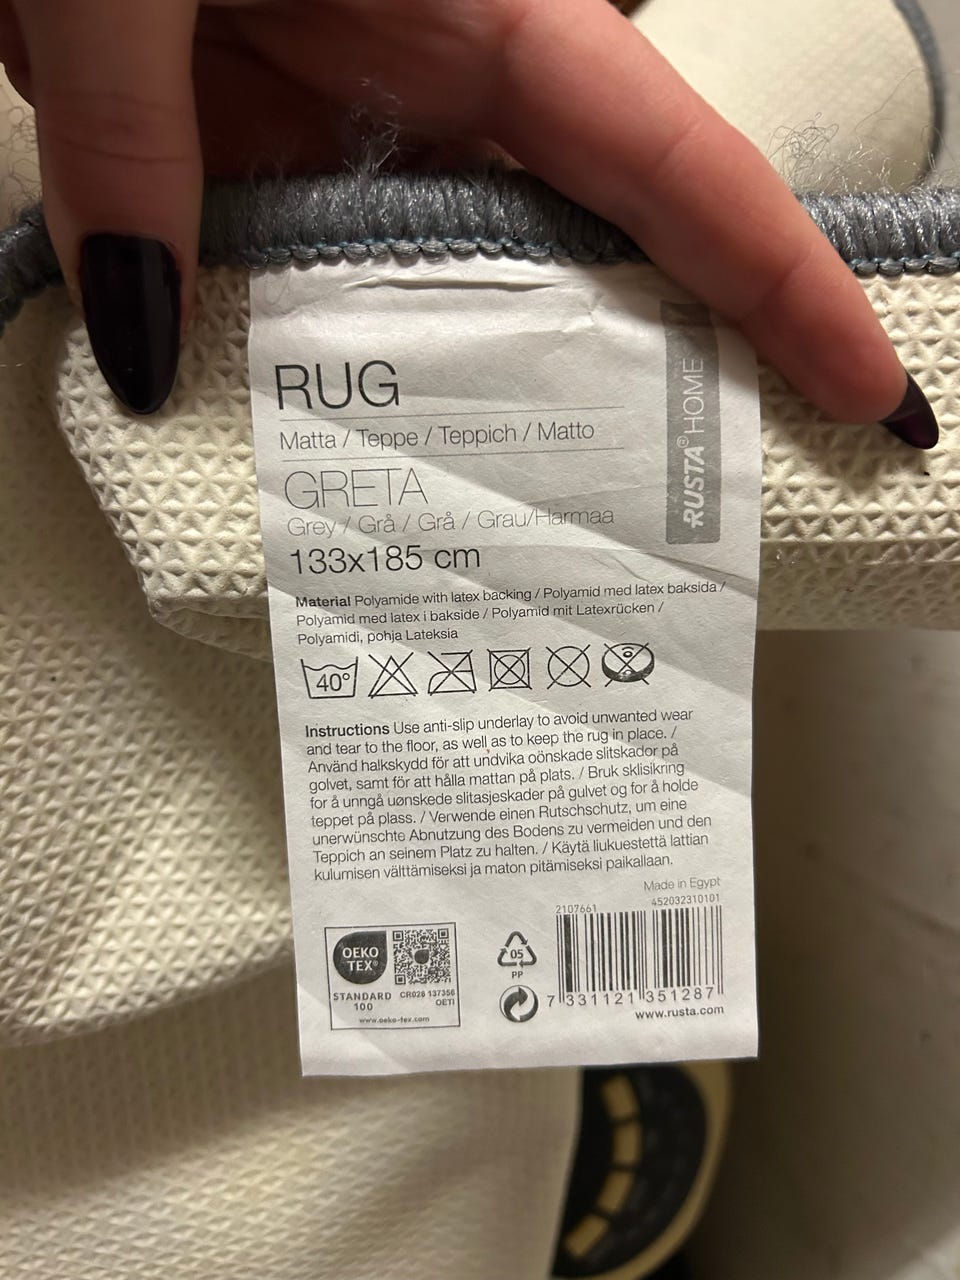 RUG
Matta / Teppe / Teppich / Matto
GRETA
Grey / Grå / Grå / Grau/Harmaa
133x185 cm
RUSTA® HOME
Material Polyamide with latex backing / Polyamid med latex baksida /
Polyamid med latex i bakside / Polyamid mit Latexrücken /
Polyamidi, pohja Lateksia
40°
Instructions Use anti-slip underlay to avoid unwanted wear
and tear to the floor, as well as to keep the rug in place. /
Använd halkskydd för att undvika oönskade slitskador på
golvet, samt för att hålla mattan på plats. / Bruk sklisikring
for å unngå uønskede slitasjeskader på gulvet og for å holde
teppet på plass. / Verwende einen Rutschschutz, um eine
unerwünschte Abnutzung des Bodens zu vermeiden und den
Teppich an seinem Platz zu halten. / Käytä liukuestettä lattian
kulumisen välttämiseksi ja maton pitämiseksi paikallaan.
Made in Egypt
2107661 452032310101
7 331121 351287
www.rusta.com
05
PP
OEKO
TEX®
STANDARD
100
CR028 137356
OETI
www.oeko-tex.com